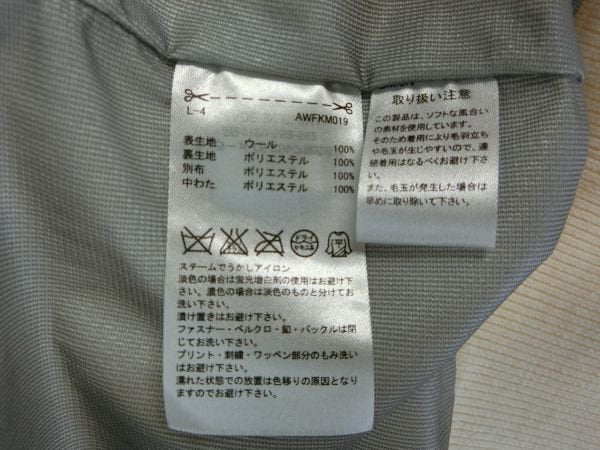 L-4
AWFKM019
表生地 ウール 100%
裏生地 ポリエステル 100%
別布 ポリエステル 100%
中わた ポリエステル 100%
ドライ
平
スチームでうかしアイロン
淡色の場合は蛍光増白剤の使用はお避け下
さい。濃色の場合は淡色のものと分けてお
洗い下さい。
漬け置きはお避け下さい。
ファスナー・ベルクロ・釦・バックルは閉
じてお洗い下さい。
プリント・刺繍・ワッペン部分のもみ洗い
はお避け下さい。
濡れた状態での放置は色移りの原因となり
ますのでお避け下さい。
取り扱い注意
この製品は、ソフトな風合い
の素材を使用しています。
そのため着用により毛羽立ち
や毛玉が生じやすいので、連
続着用はなるべくお避け下さ
い。
また、毛玉が発生した場合は
早めに取り除いて下さい。